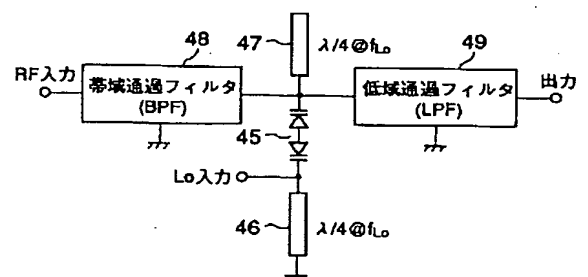 48
47
λ/4@fLo
49
RF入力
帯域通過フィルタ
(BPF)
低域通過フィルタ
(LPF)
出力
45
Lo入力
46
λ/4@fLo